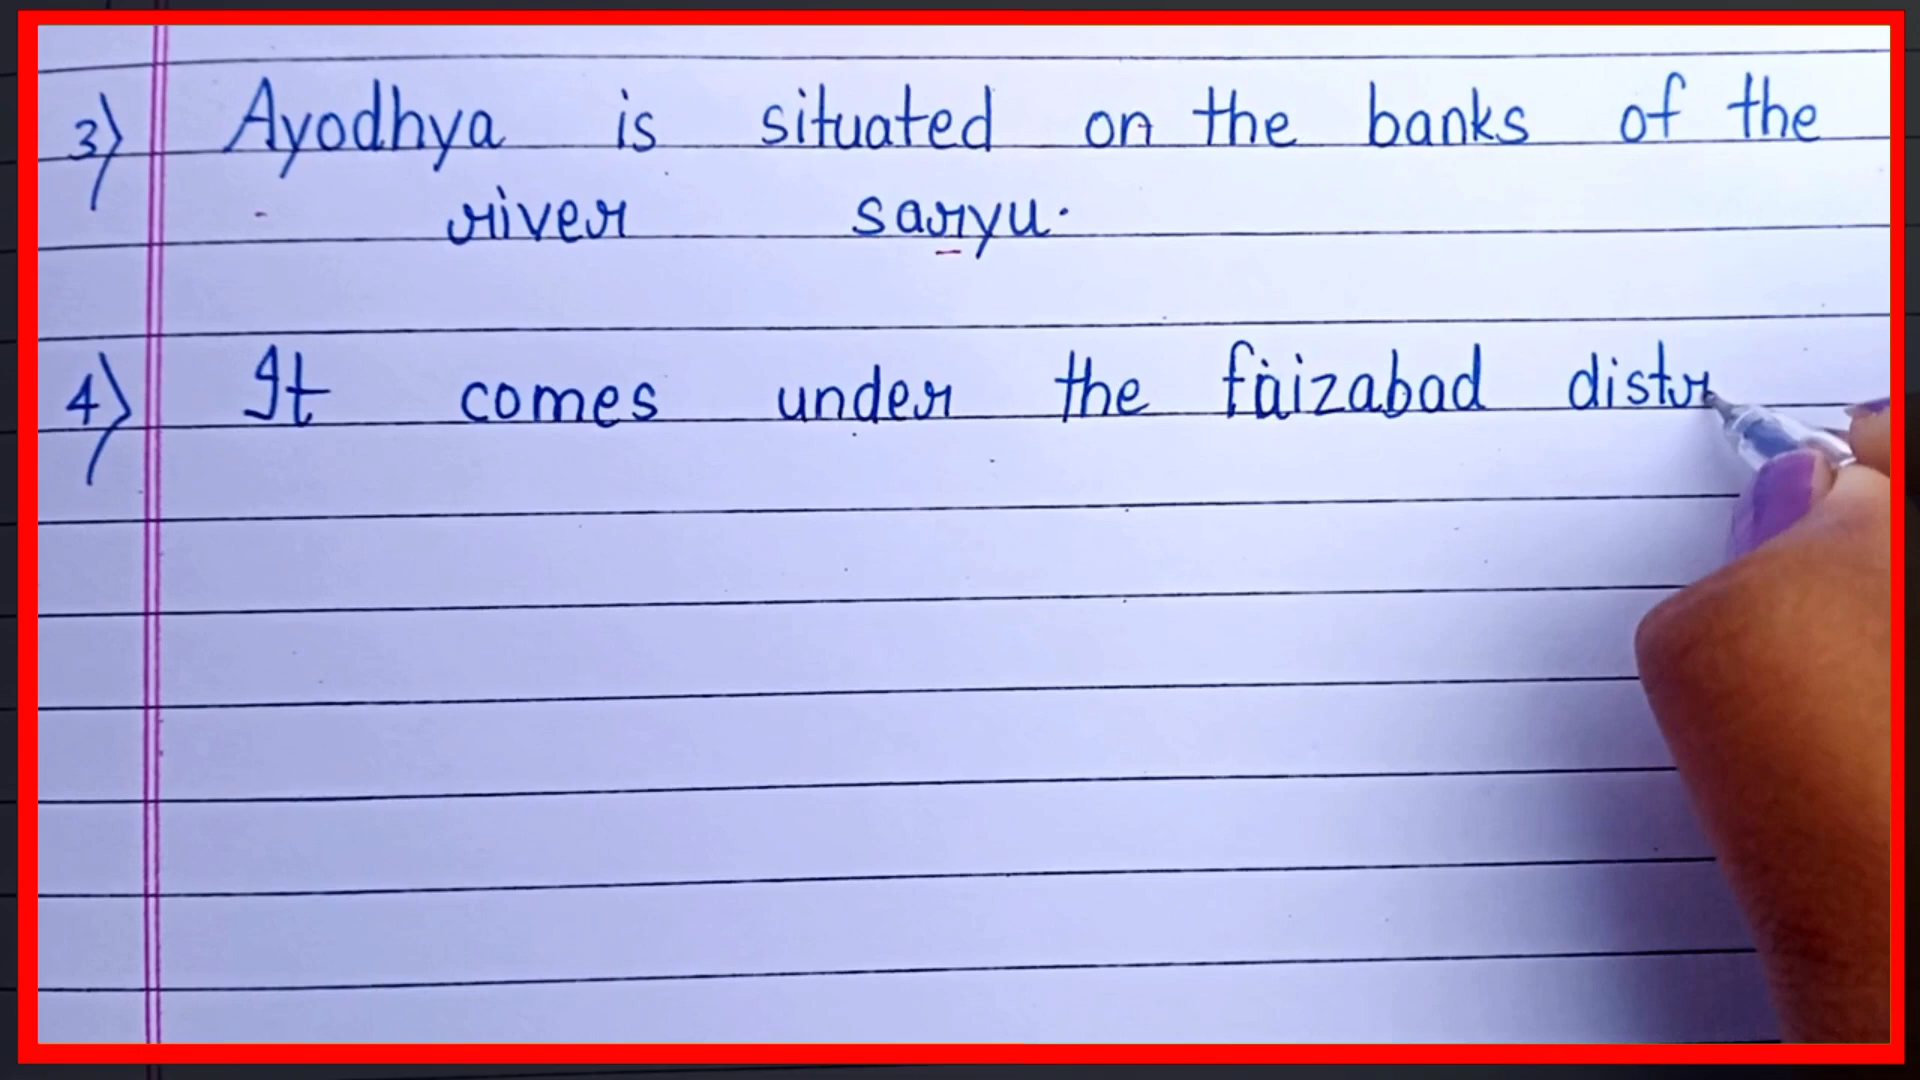 3) Ayodhya is situated on the banks of the
river saryu.
4) It comes under the faizabad distr